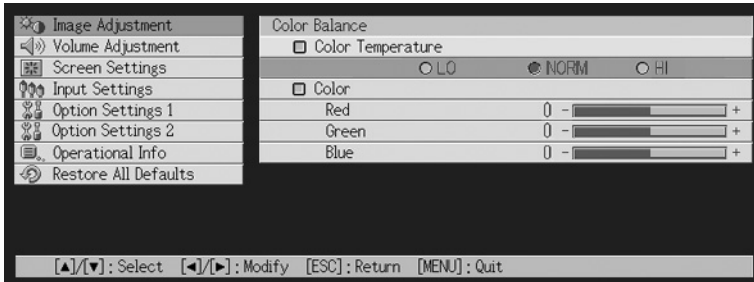 Image Adjustment
Volume Adjustment
Screen Settings
Input Settings
Option Settings 1
Option Settings 2
Operational Info
Restore All Defaults
Color Balance
Color Temperature
LO NORM HI
Color
Red 0 - +
Green 0 - +
Blue 0 - +
[▲]/[▼]:Select [◄]/[►]:Modify [ESC]:Return [MENU]:Quit